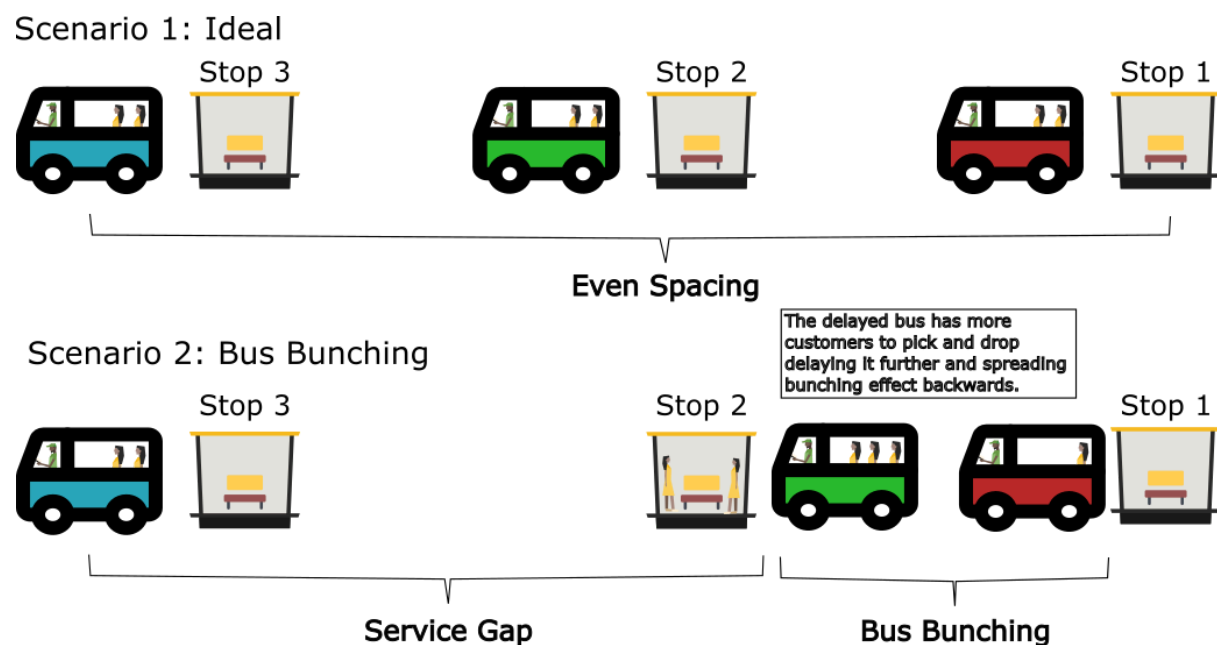 Scenario 1: Ideal
Stop 3
Stop 2
Stop 1
Even Spacing
The delayed bus has more
customers to pick and drop
delaying it further and spreading
bunching effect backwards.
Scenario 2: Bus Bunching
Stop 3
Stop 2
Stop 1
Service Gap
Bus Bunching